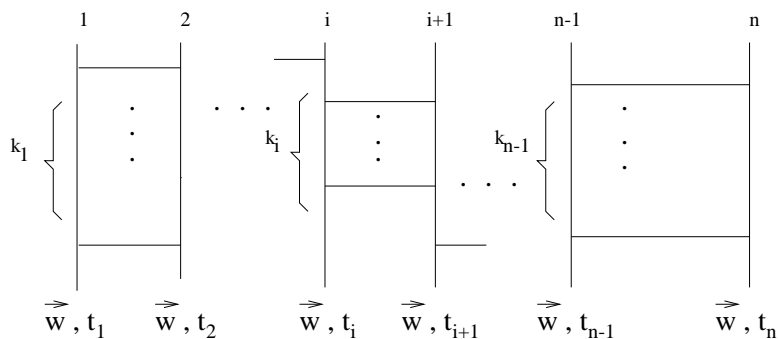 1 2 i i+1 n-1 n
k₁ kᵢ kₙ₋₁
w⃗ , t₁ w⃗ , t₂ w⃗ , tᵢ w⃗ , tᵢ₊₁ w⃗ , tₙ₋₁ w⃗ , tₙ